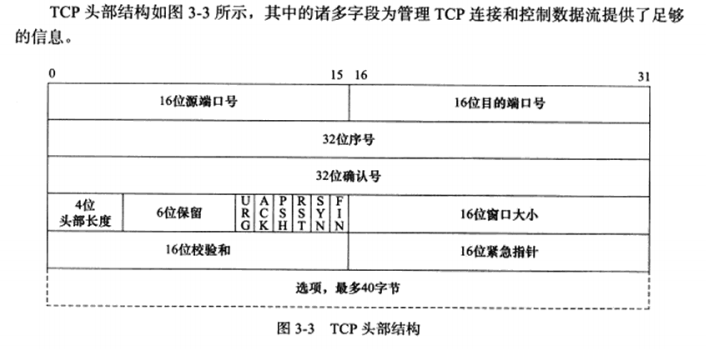 TCP 头部结构如图 3-3 所示，其中的诸多字段为管理 TCP 连接和控制数据流提供了足够
的信息。
0 15 16 31
16位源端口号 16位目的端口号
32位序号
32位确认号
4位
头部长度
6位保留
URG
ACK
PSH
RST
SYN
FIN
16位窗口大小
16位校验和 16位紧急指针
选项，最多40字节
图 3-3 TCP 头部结构